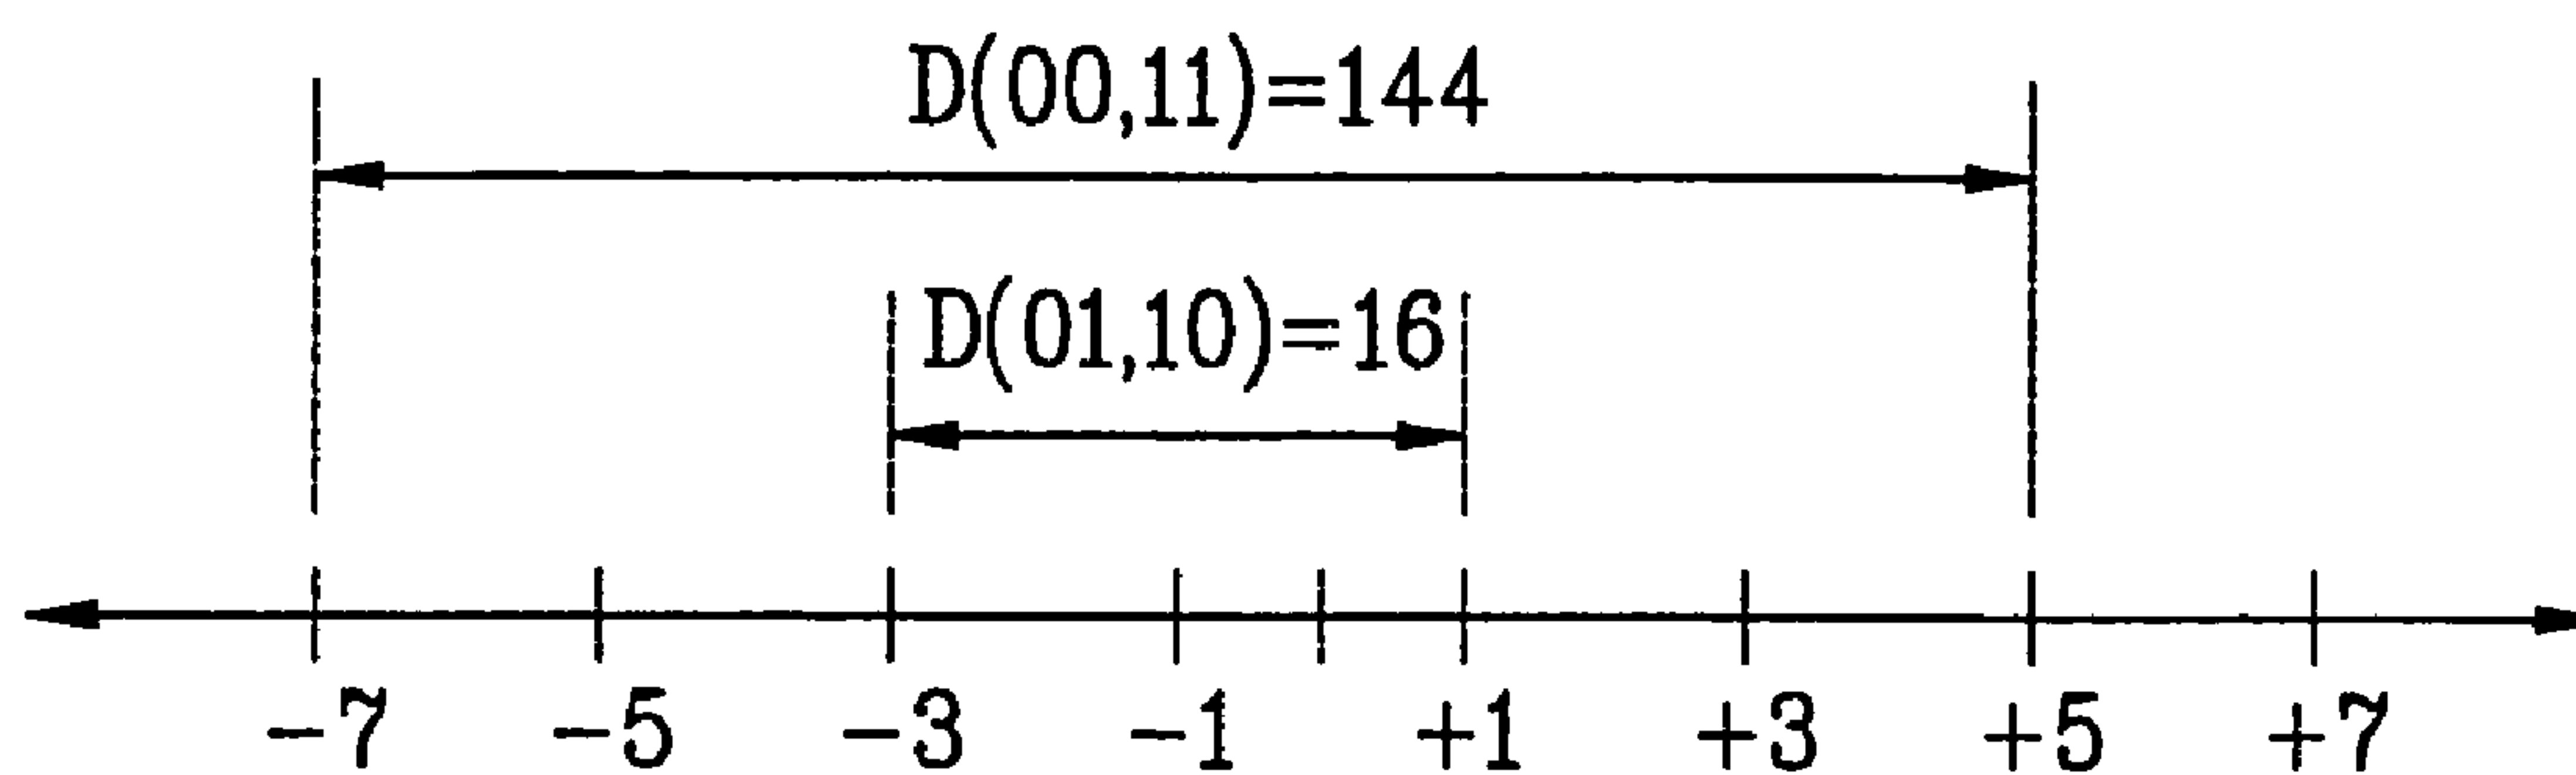 D(00,11)=144
D(01,10)=16
-7 -5 -3 -1 +1 +3 +5 +7